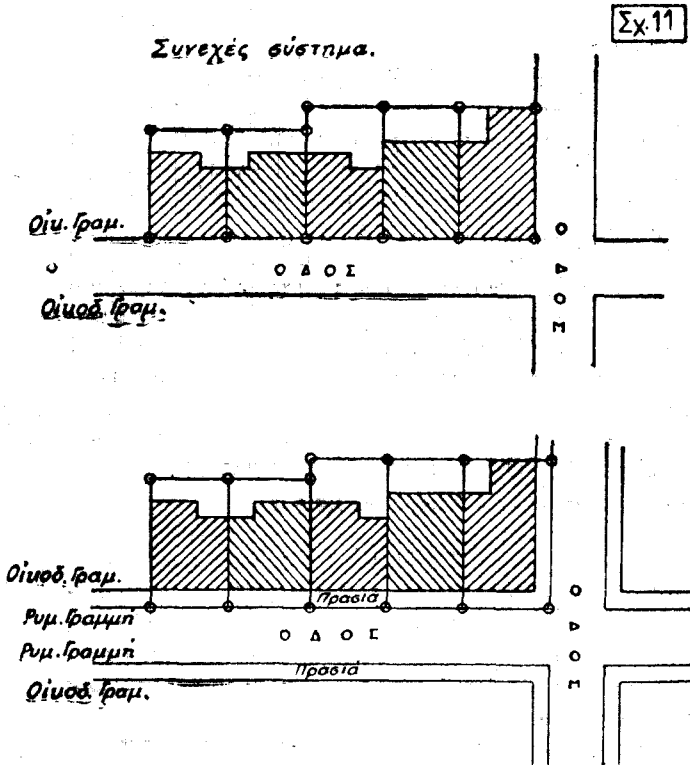 Σχ.11
Συνεχές σύστημα.
Οἰκ. Γραμ.
Ο Δ Ο Σ
Ο Δ Ο Σ
Οἰκοδ. Γραμ.
Οἰκοδ. Γραμ.
Πρασιά
Ρυμ. Γραμμή
Ο Δ Ο Σ
Ο Δ Ο Σ
Ρυμ. Γραμμή
Πρασιά
Οἰκοδ. Γραμ.